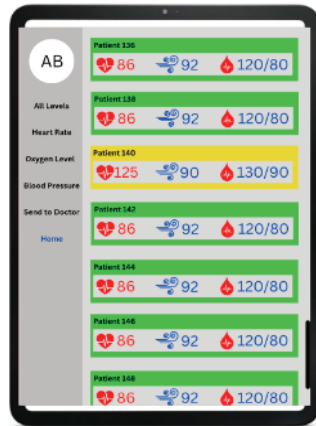 AB
All Levels
Heart Rate
Oxygen Level
Blood Pressure
Send to Doctor
Home
Patient 136
86 92 120/80
Patient 138
86 92 120/80
Patient 140
125 90 130/90
Patient 142
86 92 120/80
Patient 144
86 92 120/80
Patient 146
86 92 120/80
Patient 148
86 92 120/80